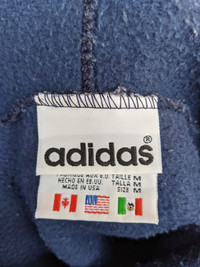 adidas®
FABRIQUE AUX E.U. TAILLE M
HECHO EN EE.UU. TALLA M
MADE IN USA SIZE M